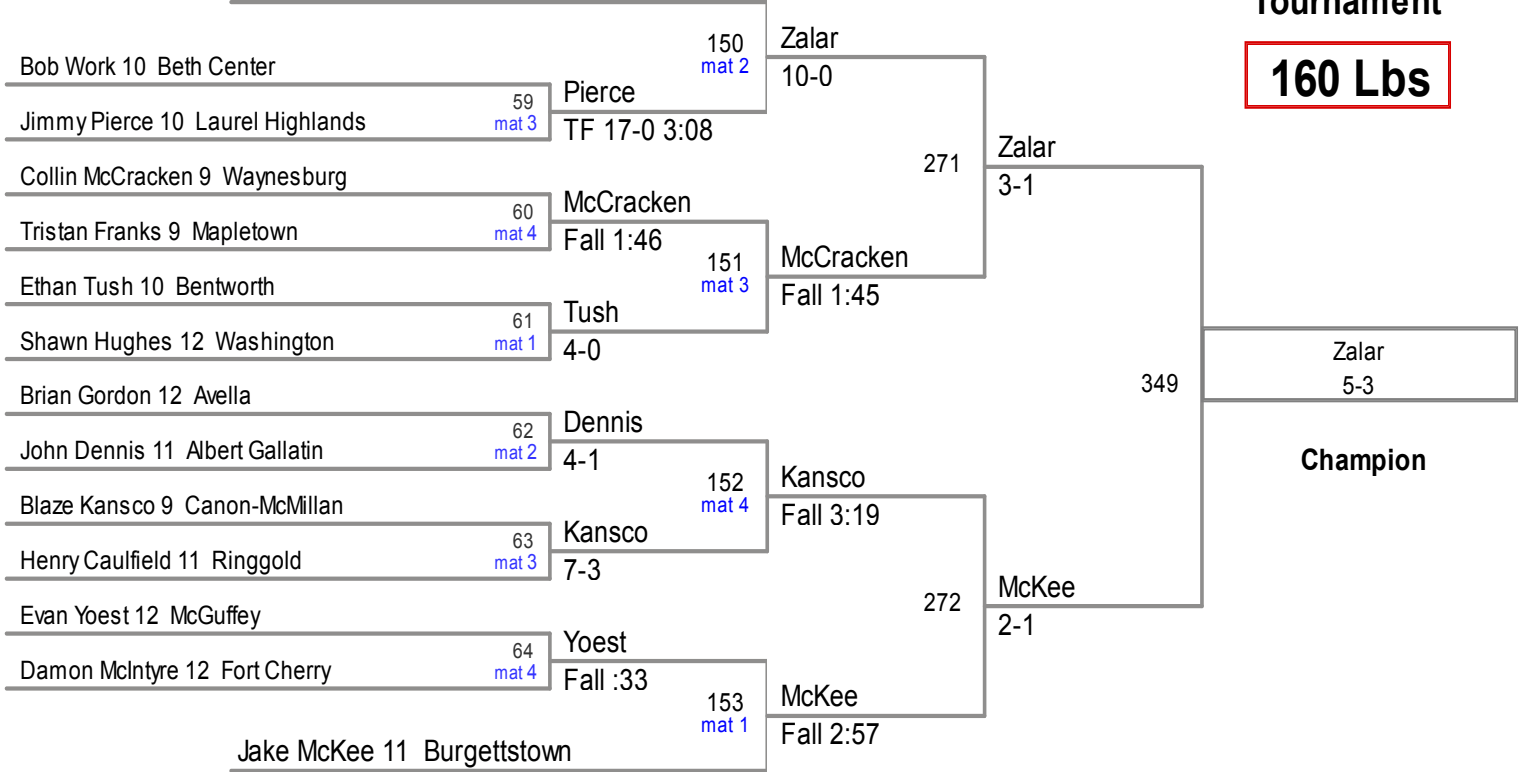 Tournament
160 Lbs
Bob Work 10 Beth Center
59
mat 3
Jimmy Pierce 10 Laurel Highlands
Pierce
TF 17-0 3:08
150
mat 2
Zalar
10-0
Collin McCracken 9 Waynesburg
60
mat 4
Tristan Franks 9 Mapletown
McCracken
Fall 1:46
Ethan Tush 10 Bentworth
61
mat 1
Shawn Hughes 12 Washington
Tush
4-0
151
mat 3
McCracken
Fall 1:45
271
Zalar
3-1
Brian Gordon 12 Avella
62
mat 2
John Dennis 11 Albert Gallatin
Dennis
4-1
Blaze Kansco 9 Canon-McMillan
63
mat 3
Henry Caulfield 11 Ringgold
Kansco
7-3
152
mat 4
Kansco
Fall 3:19
Evan Yoest 12 McGuffey
64
mat 4
Damon McIntyre 12 Fort Cherry
Yoest
Fall :33
153
mat 1
Jake McKee 11 Burgettstown
McKee
Fall 2:57
272
McKee
2-1
349
Zalar
5-3
Champion